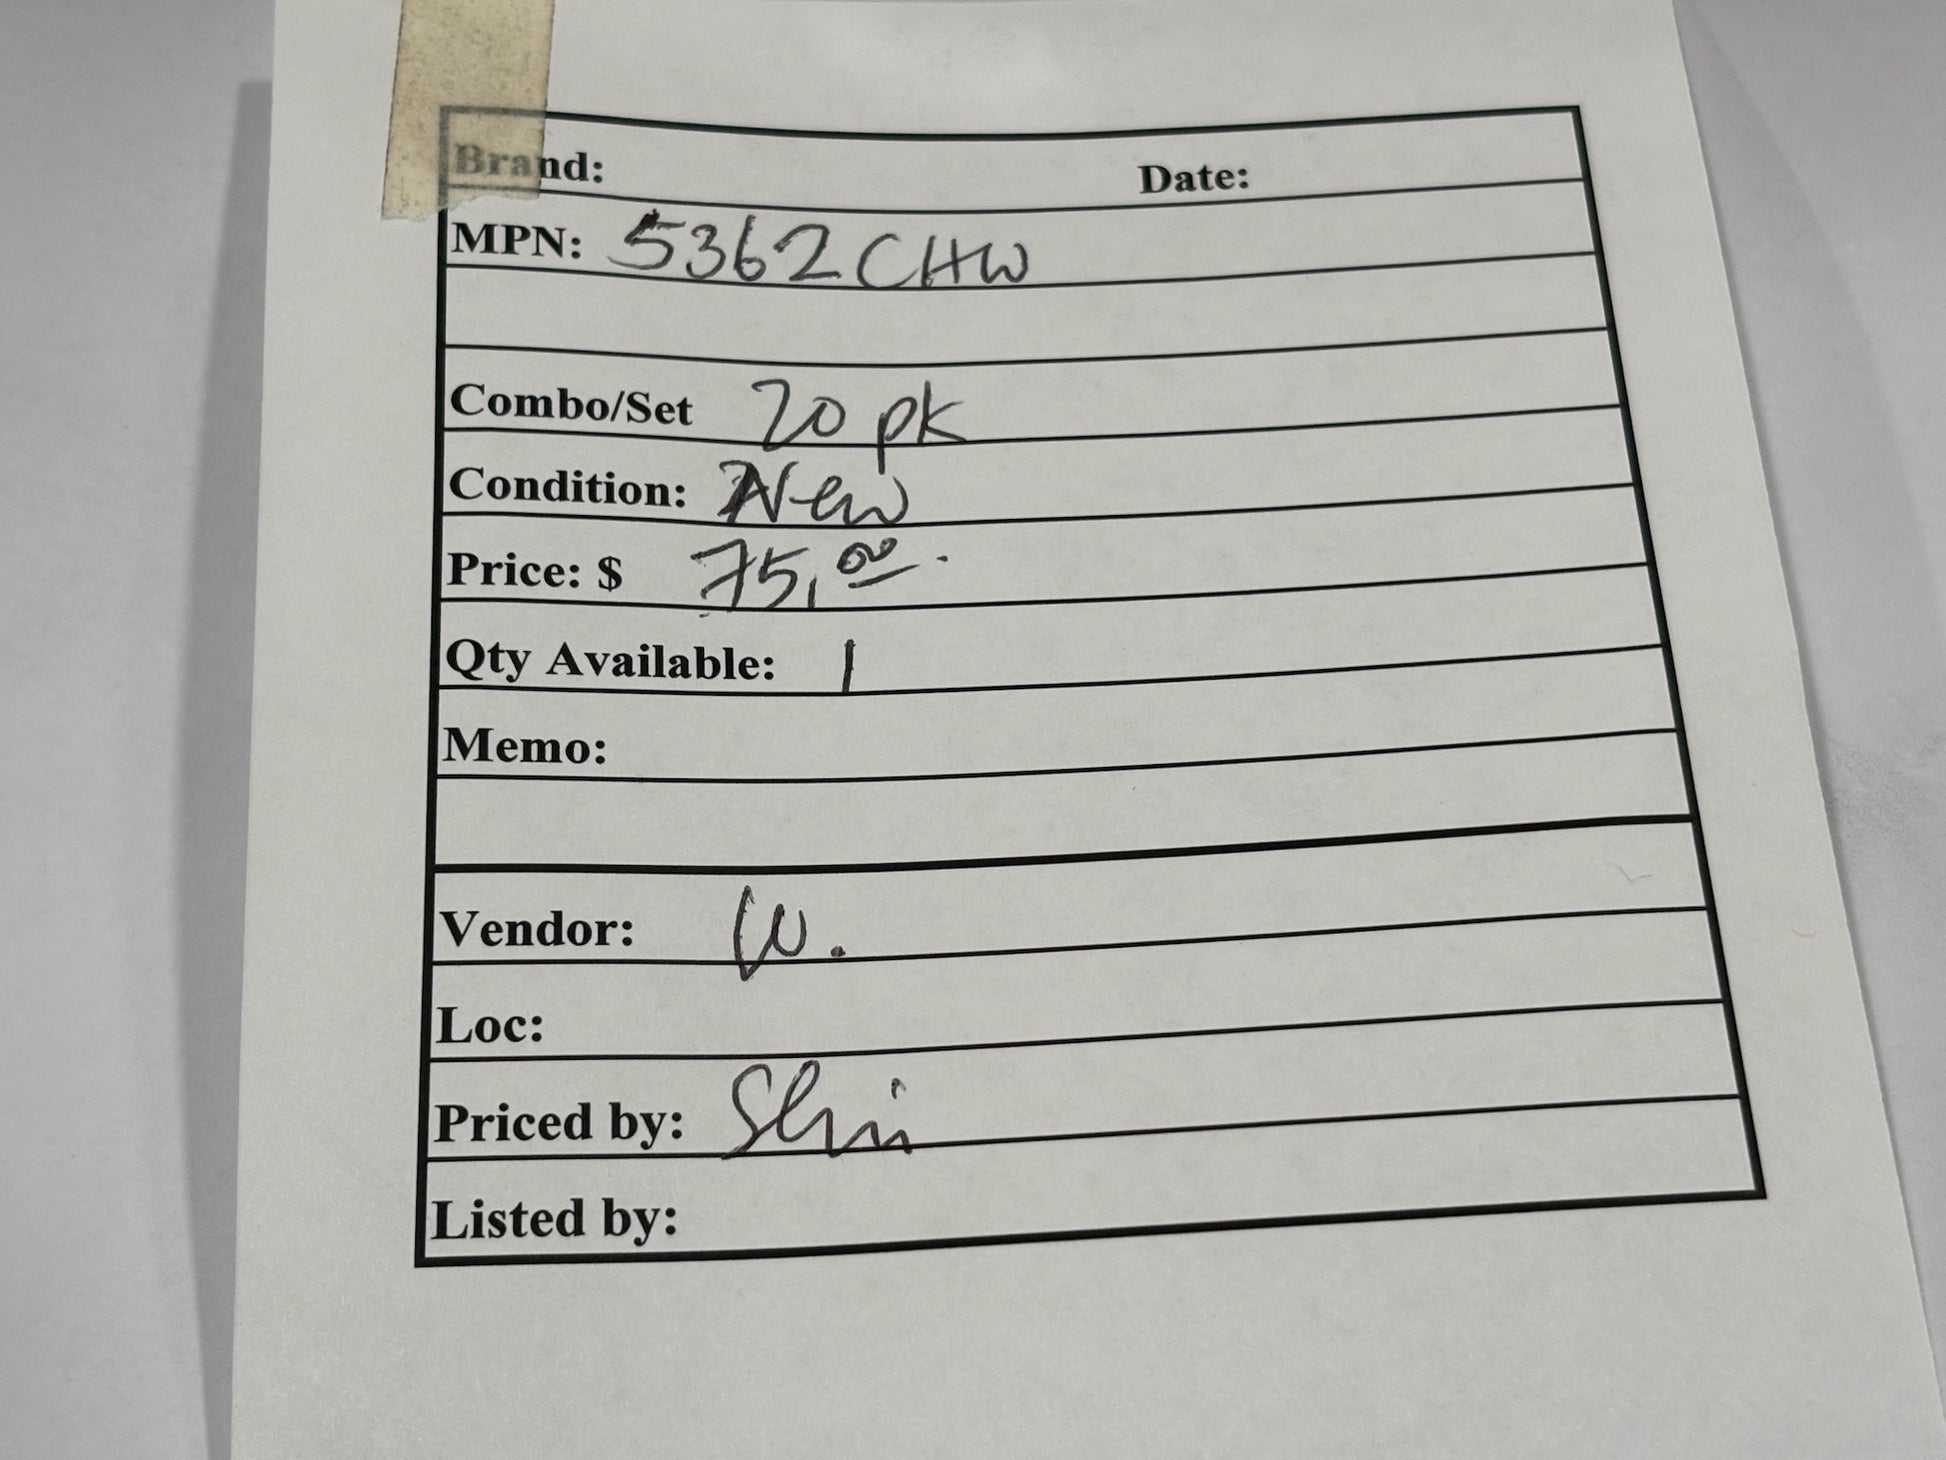 Brand: Date:
MPN: 5362CHW
Combo/Set 20 pk
Condition: New
Price: $ 75,00.
Qty Available: 1
Memo:
Vendor: W.
Loc:
Priced by:
Listed by: